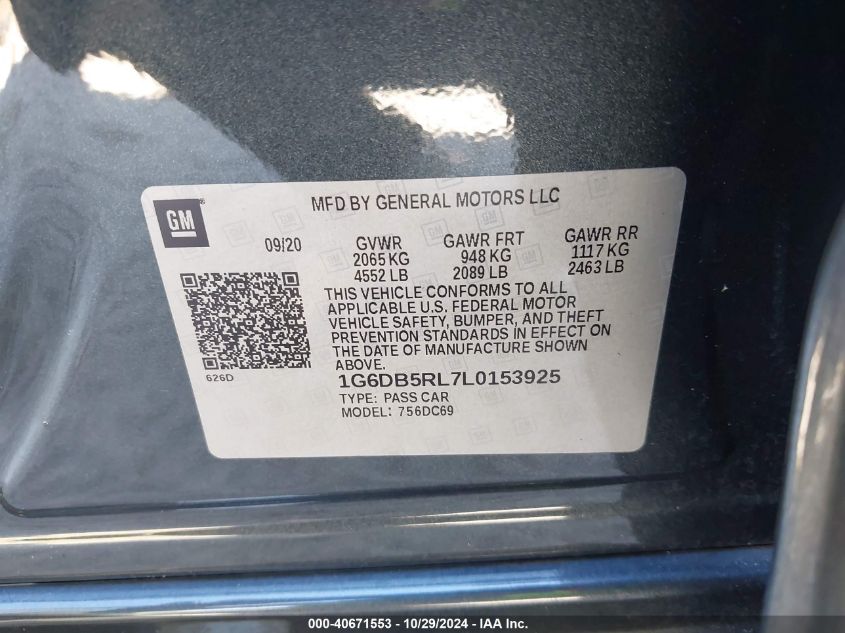 GM
MFD BY GENERAL MOTORS LLC
09/20
GVWR
2065 KG
4552 LB
GAWR FRT
948 KG
2089 LB
GAWR RR
1117 KG
2463 LB
THIS VEHICLE CONFORMS TO ALL
APPLICABLE U.S. FEDERAL MOTOR
VEHICLE SAFETY, BUMPER, AND THEFT
PREVENTION STANDARDS IN EFFECT ON
THE DATE OF MANUFACTURE SHOWN
ABOVE.
626D
1G6DB5RL7L0153925
TYPE: PASS CAR
MODEL: 756DC69
000-40671553 - 10/29/2024 - www.iaai.com